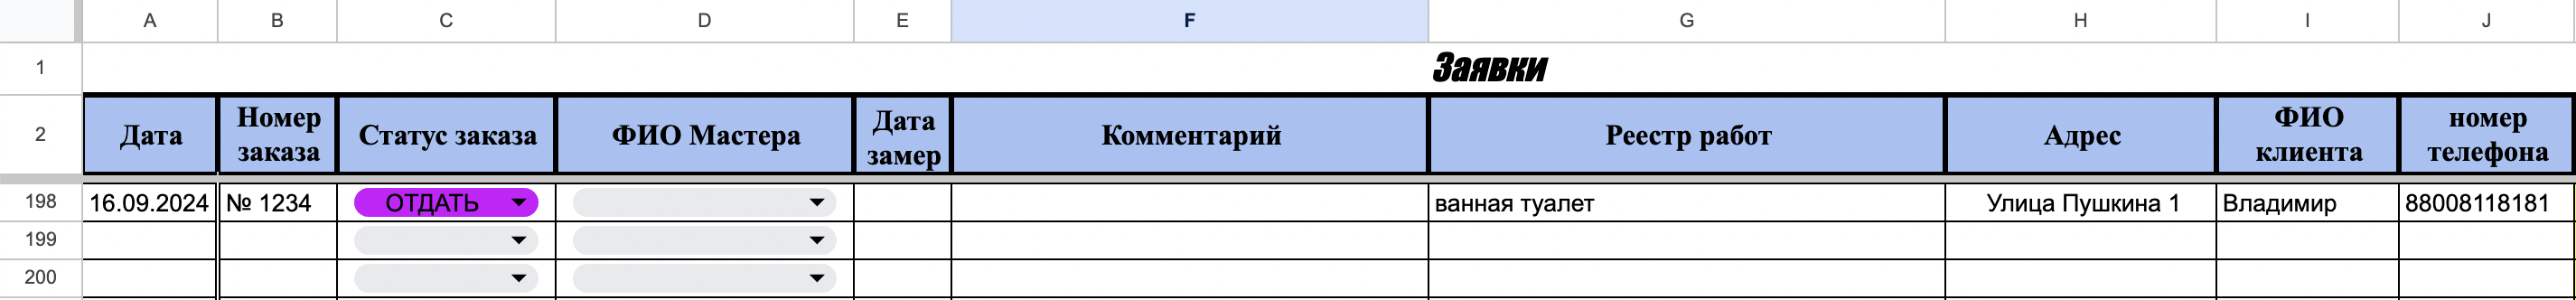 A B C D E F G H I J
1 Заявки
2 Дата Номер заказа Статус заказа ФИО Мастера Дата замер Комментарий Реестр работ Адрес ФИО клиента номер телефона
198 16.09.2024 № 1234 ОТДАТЬ ванная туалет Улица Пушкина 1 Владимир 88008118181
199
200